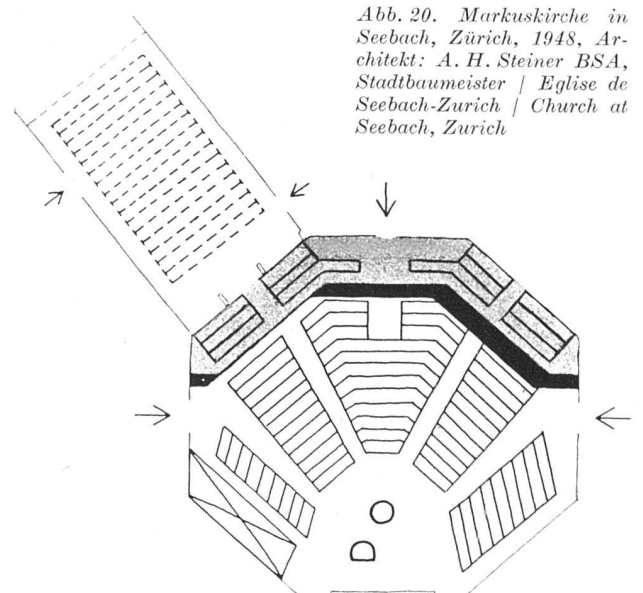 Abb. 20. Markuskirche in
Seebach, Zürich, 1948, Ar-
chitekt: A. H. Steiner BSA,
Stadtbaumeister | Eglise de
Seebach-Zurich | Church at
Seebach, Zurich